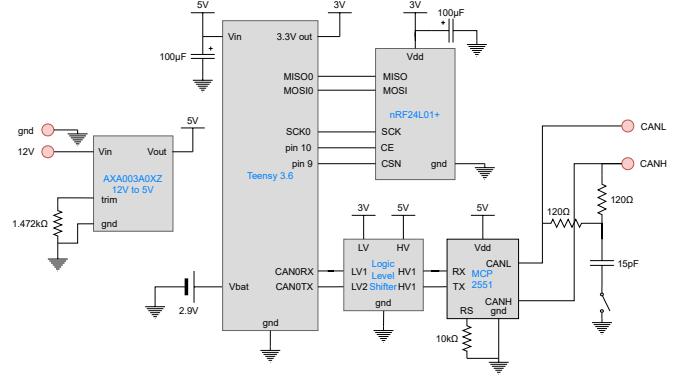 5V
3V
3V
100µF
Vin
3.3V out
100µF
Vdd
MISO0
MISO
MOSI0
MOSI
nRF24L01+
gnd
5V
SCK0
SCK
CANL
12V
Vin
Vout
pin 10
CE
pin 9
CSN
gnd
CANH
AXA003A0XZ
12V to 5V
Teensy 3.6
trim
120Ω
1.472kΩ
gnd
3V
5V
5V
120Ω
LV
HV
Vdd
CANL
15pF
CAN0RX
LV1
Logic
Level
Shifter
HV1
RX
MCP
2551
Vbat
CAN0TX
LV2
HV1
TX
CANH
2.9V
gnd
RS
gnd
gnd
10kΩ